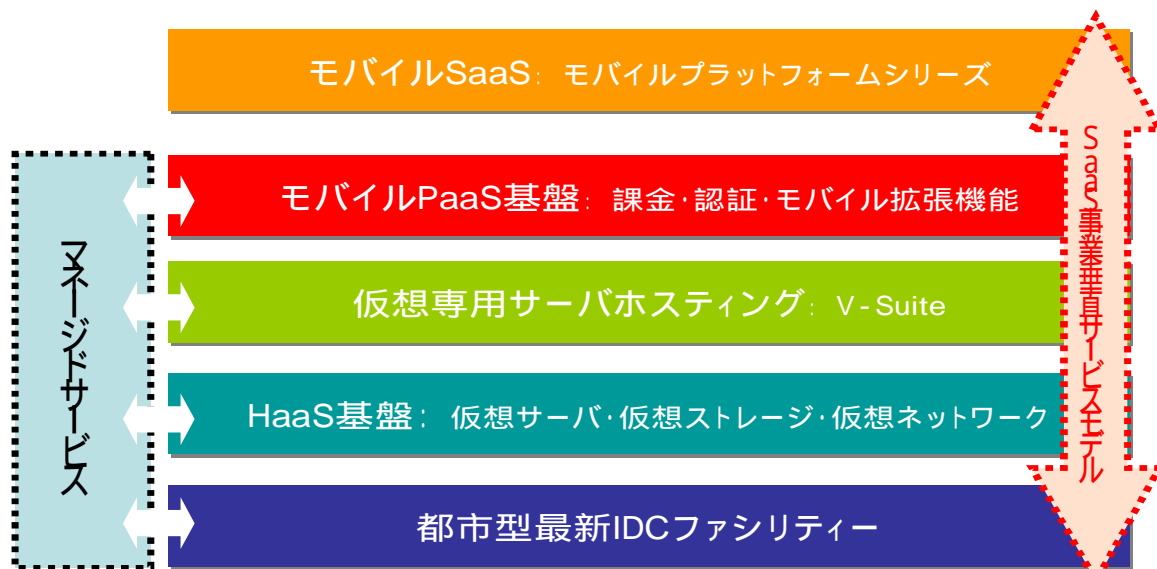 モバイルSaaS：モバイルプラットフォームシリーズ
モバイルPaaS基盤：課金・認証・モバイル拡張機能
仮想専用サーバホスティング：V-Suite
HaaS基盤：仮想サーバ・仮想ストレージ・仮想ネットワーク
都市型最新IDCファシリティー
マネージドサービス
SaaS事業垂直サービスモデル